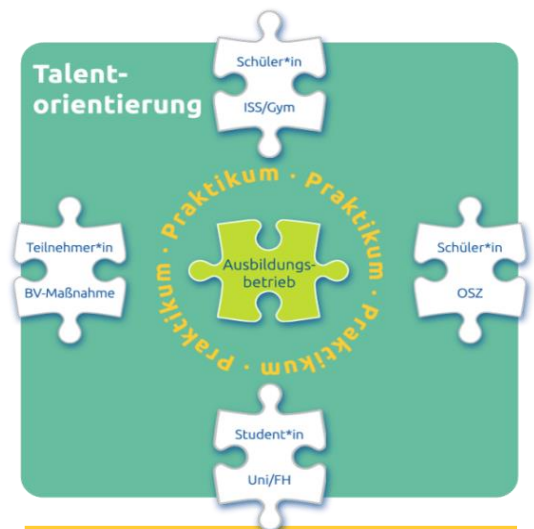 Talent-
orientierung
Schüler*in
ISS/Gym
Praktikum · Praktikum · Praktikum · Praktikum ·
Teilnehmer*in
BV-Maßnahme
Ausbildungs-
betrieb
Schüler*in
OSZ
Student*in
Uni/FH